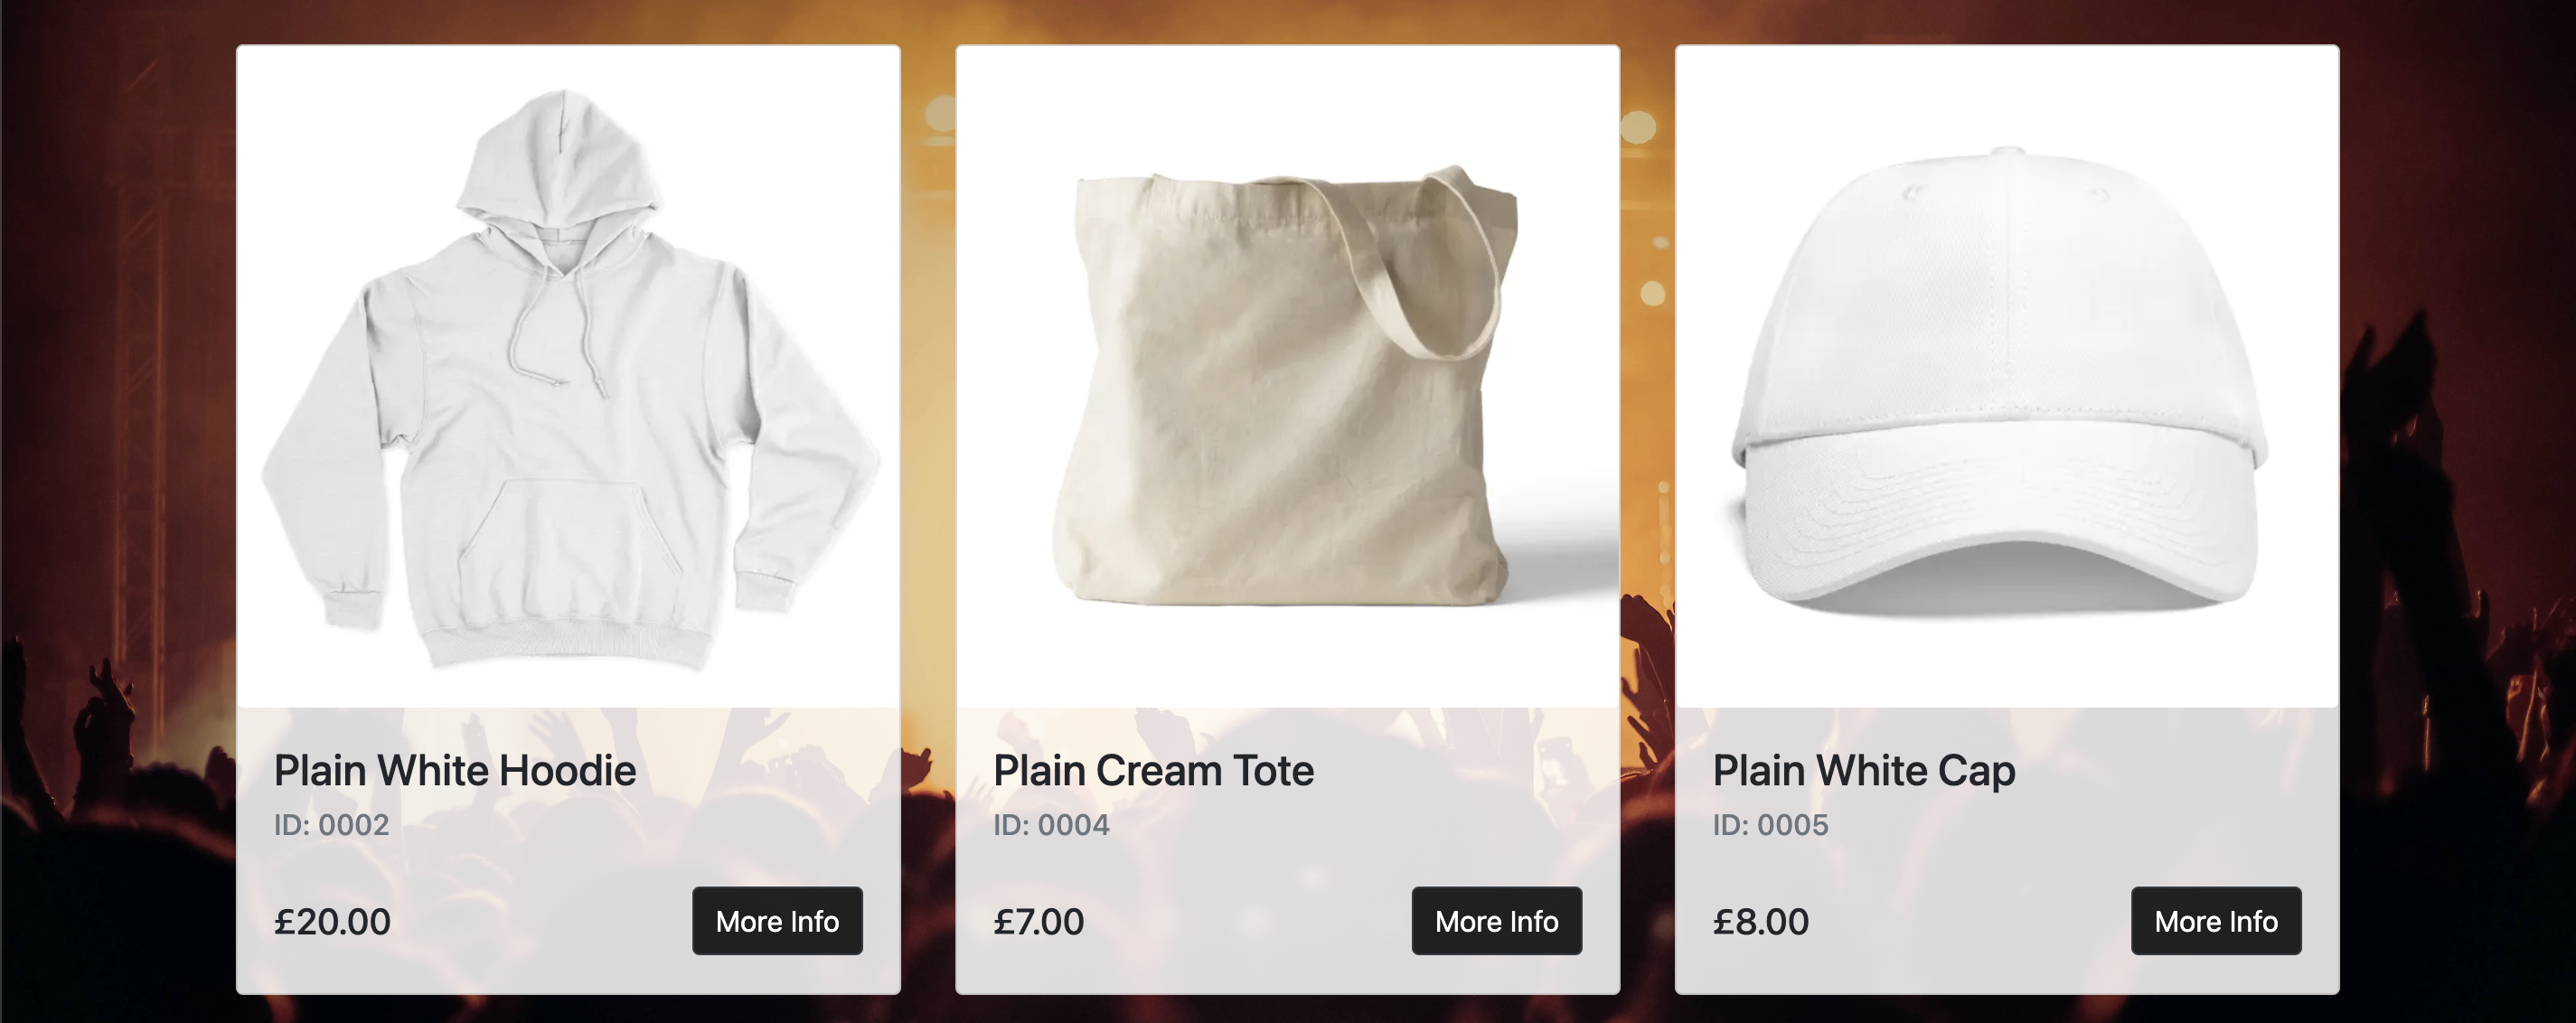 Plain White Hoodie
ID: 0002
£20.00 More Info
Plain Cream Tote
ID: 0004
£7.00 More Info
Plain White Cap
ID: 0005
£8.00 More Info